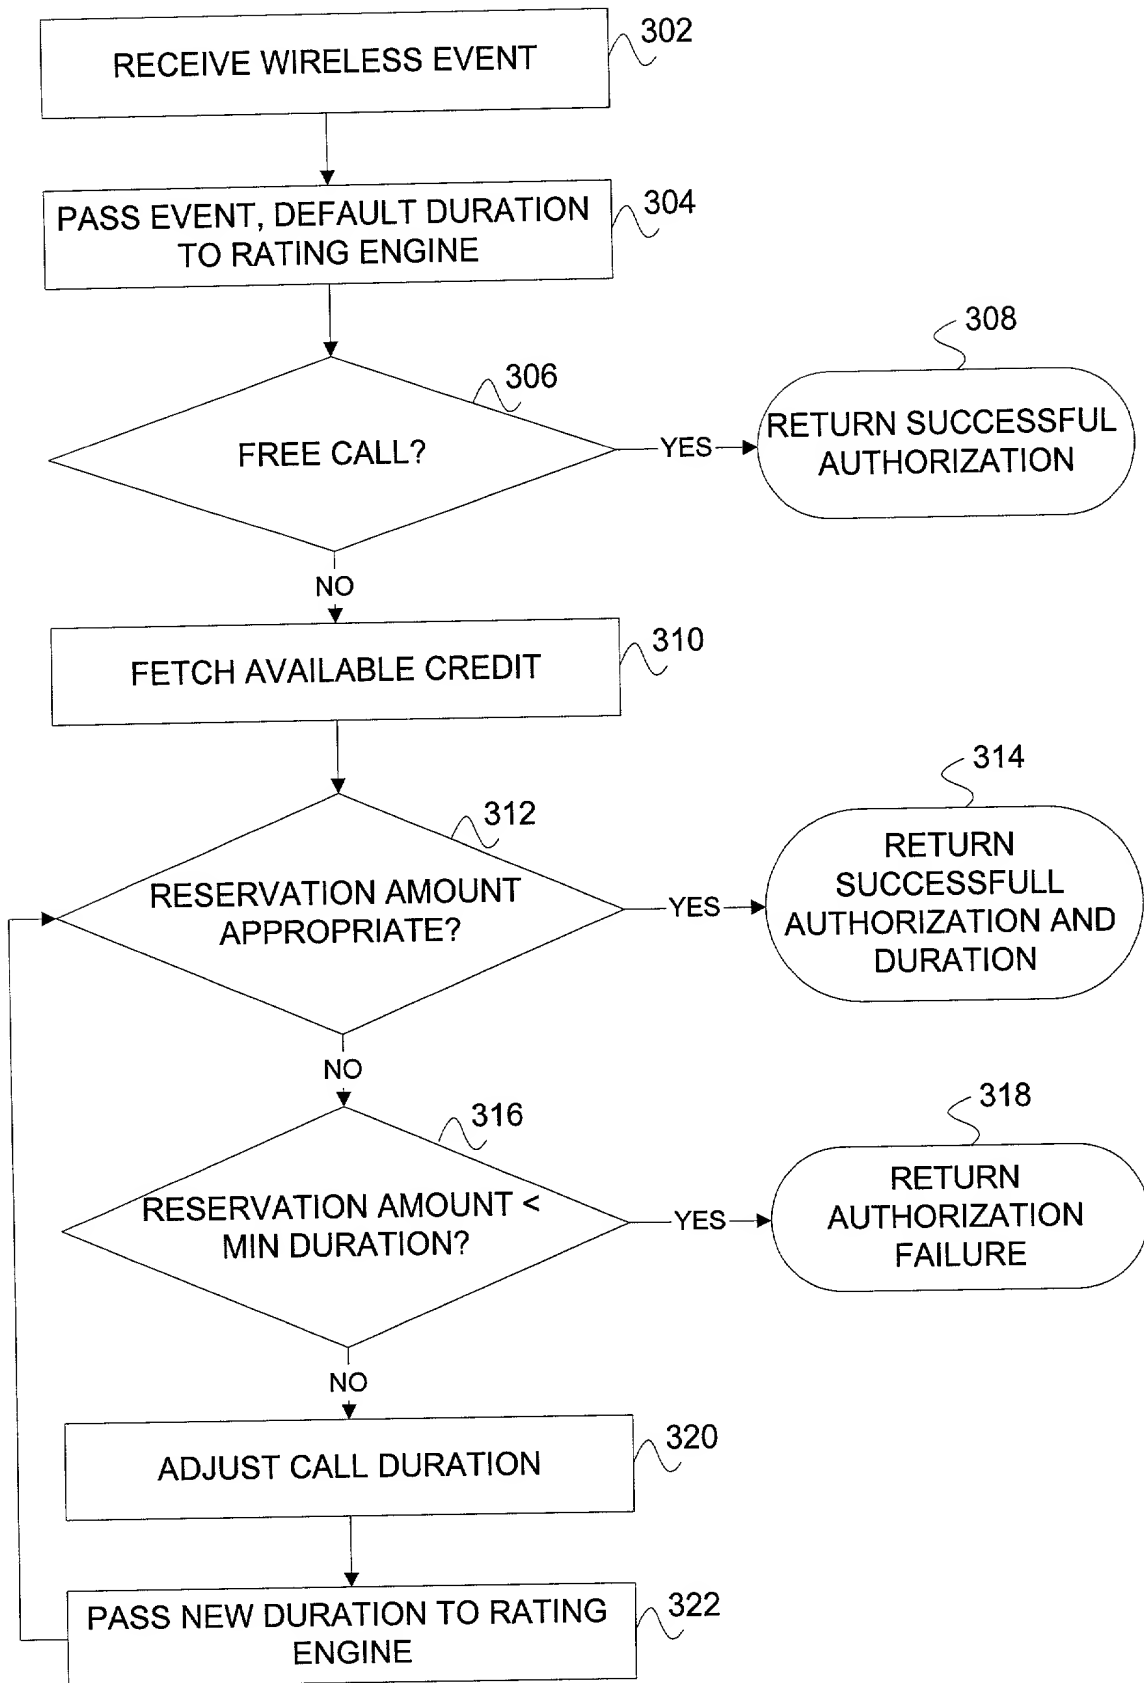 RECEIVE WIRELESS EVENT
302
PASS EVENT, DEFAULT DURATION
TO RATING ENGINE
304
FREE CALL?
306
YES
RETURN SUCCESSFUL
AUTHORIZATION
308
NO
FETCH AVAILABLE CREDIT
310
RESERVATION AMOUNT
APPROPRIATE?
312
YES
RETURN
SUCCESSFULL
AUTHORIZATION AND
DURATION
314
NO
RESERVATION AMOUNT <
MIN DURATION?
316
YES
RETURN
AUTHORIZATION
FAILURE
318
NO
ADJUST CALL DURATION
320
PASS NEW DURATION TO RATING
ENGINE
322